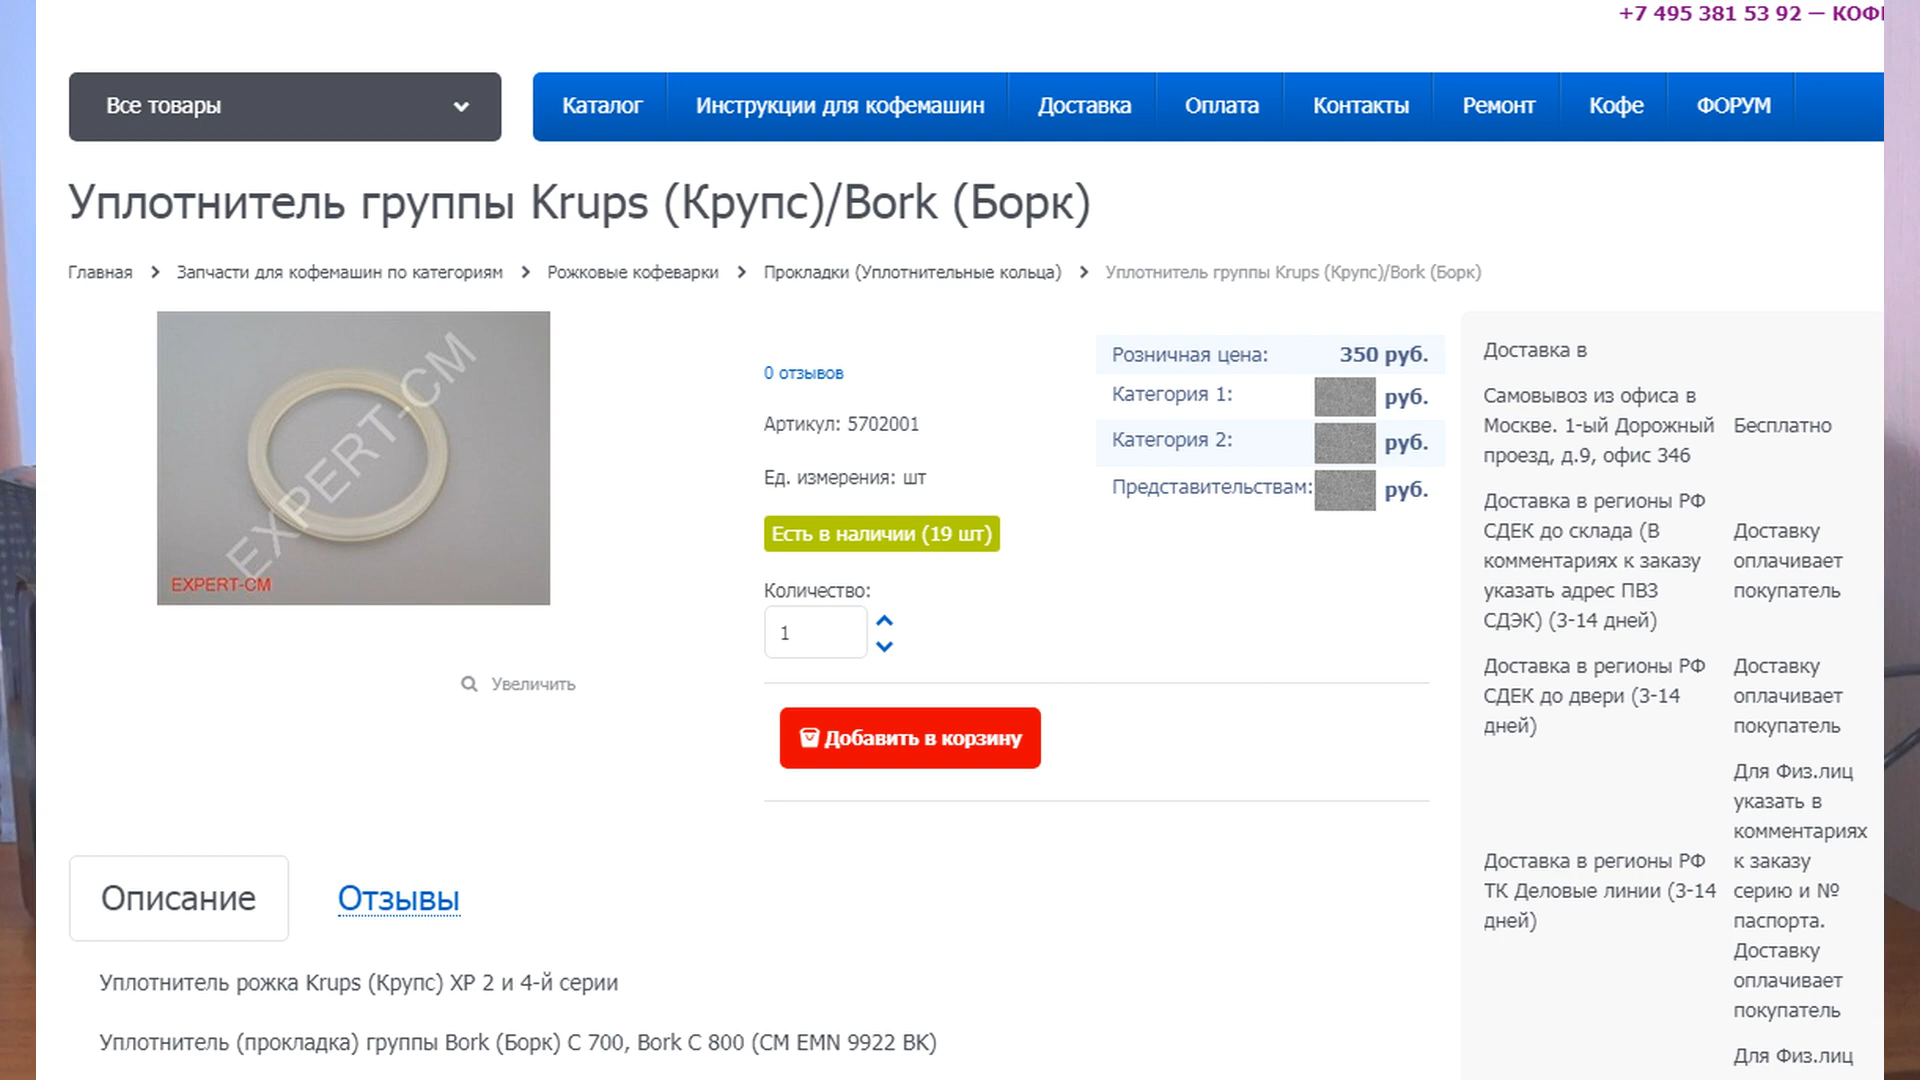 +7 495 381 53 92 — КОФ
Все товары
Каталог
Инструкции для кофемашин
Доставка
Оплата
Контакты
Ремонт
Кофе
ФОРУМ
Уплотнитель группы Krups (Крупс)/Bork (Борк)
Главная
Запчасти для кофемашин по категориям
Рожковые кофеварки
Прокладки (Уплотнительные кольца)
Уплотнитель группы Krups (Крупс)/Bork (Борк)
EXPERT-CM
EXPERT-CM
Увеличить
0 отзывов
Артикул: 5702001
Ед. измерения: шт
Есть в наличии (19 шт)
Количество:
1
Добавить в корзину
Розничная цена: 350 руб.
Категория 1: руб.
Категория 2: руб.
Представительствам: руб.
Доставка в
Самовывоз из офиса в
Москве. 1-ый Дорожный
проезд, д.9, офис 346
Бесплатно
Доставка в регионы РФ
СДЕК до склада (В
комментариях к заказу
указать адрес ПВЗ
СДЭК) (3-14 дней)
Доставку
оплачивает
покупатель
Доставка в регионы РФ
СДЕК до двери (3-14
дней)
Доставку
оплачивает
покупатель
Доставка в регионы РФ
ТК Деловые линии (3-14
дней)
Для Физ.лиц
указать в
комментариях
к заказу
серию и №
паспорта.
Доставку
оплачивает
покупатель
Для Физ.лиц
Описание
Отзывы
Уплотнитель рожка Krups (Крупс) XP 2 и 4-й серии
Уплотнитель (прокладка) группы Bork (Борк) C 700, Bork C 800 (CM EMN 9922 BK)